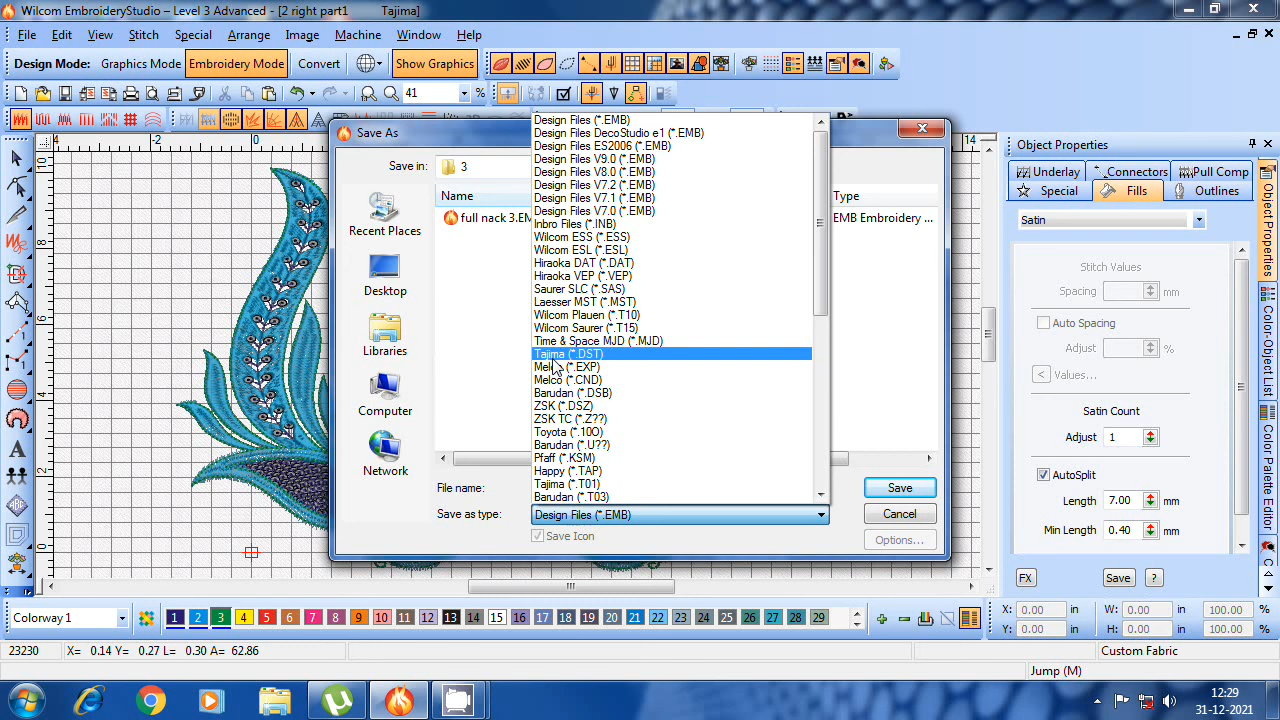 Wilcom EmbroideryStudio – Level 3 Advanced - [2 right part1 Tajima]
File Edit View Stitch Special Arrange Image Machine Window Help
Design Mode: Graphics Mode Embroidery Mode Convert Show Graphics
41 %
4 -2 0
10
8
6
4
2
0
Save As
Save in: 3
Name Type
full nack 3.EM EMB Embroidery ...
Recent Places
Desktop
Libraries
Computer
Network
Design Files (*.EMB)
Design Files DecoStudio e1 (*.EMB)
Design Files ES2006 (*.EMB)
Design Files V9.0 (*.EMB)
Design Files V8.0 (*.EMB)
Design Files V7.2 (*.EMB)
Design Files V7.1 (*.EMB)
Design Files V7.0 (*.EMB)
Inbro Files (*.INB)
Wilcom ESS (*.ESS)
Wilcom ESL (*.ESL)
Hiraoka DAT (*.DAT)
Hiraoka VEP (*.VEP)
Saurer SLC (*.SAS)
Laesser MST (*.MST)
Wilcom Plauen (*.T10)
Wilcom Saurer (*.T15)
Time & Space MJD (*.MJD)
Tajima (*.DST)
Melco (*.EXP)
Melco (*.CND)
Barudan (*.DSB)
ZSK (*.DSZ)
ZSK TC (*.Z??)
Toyota (*.10O)
Barudan (*.U??)
Pfaff (*.KSM)
Happy (*.TAP)
Tajima (*.T01)
Barudan (*.T03)
File name: Save
Save as type: Design Files (*.EMB) Cancel
Save Icon Options...
Object Properties
Underlay Connectors Pull Comp
Special Fills Outlines
Satin
Stitch Values
Spacing mm
Auto Spacing
Adjust %
< Values...
Satin Count
Adjust 1
AutoSplit
Length 7.00 mm
Min Length 0.40 mm
FX Save ?
Object Properties
Color-Object List
Color Palette Editor
Colorway 1 1 2 3 4 5 6 7 8 9 10 11 12 13 14 15 16 17 18 19 20 21 22 23 24 25 26 27 28 29
X: 0.00 in W: 0.00 in 100.00 %
Y: 0.00 in H: 0.00 in 100.00 %
23230 X= 0.14 Y= 0.27 L= 0.30 A= 62.86 Custom Fabric
Jump (M)
12:29
31-12-2021